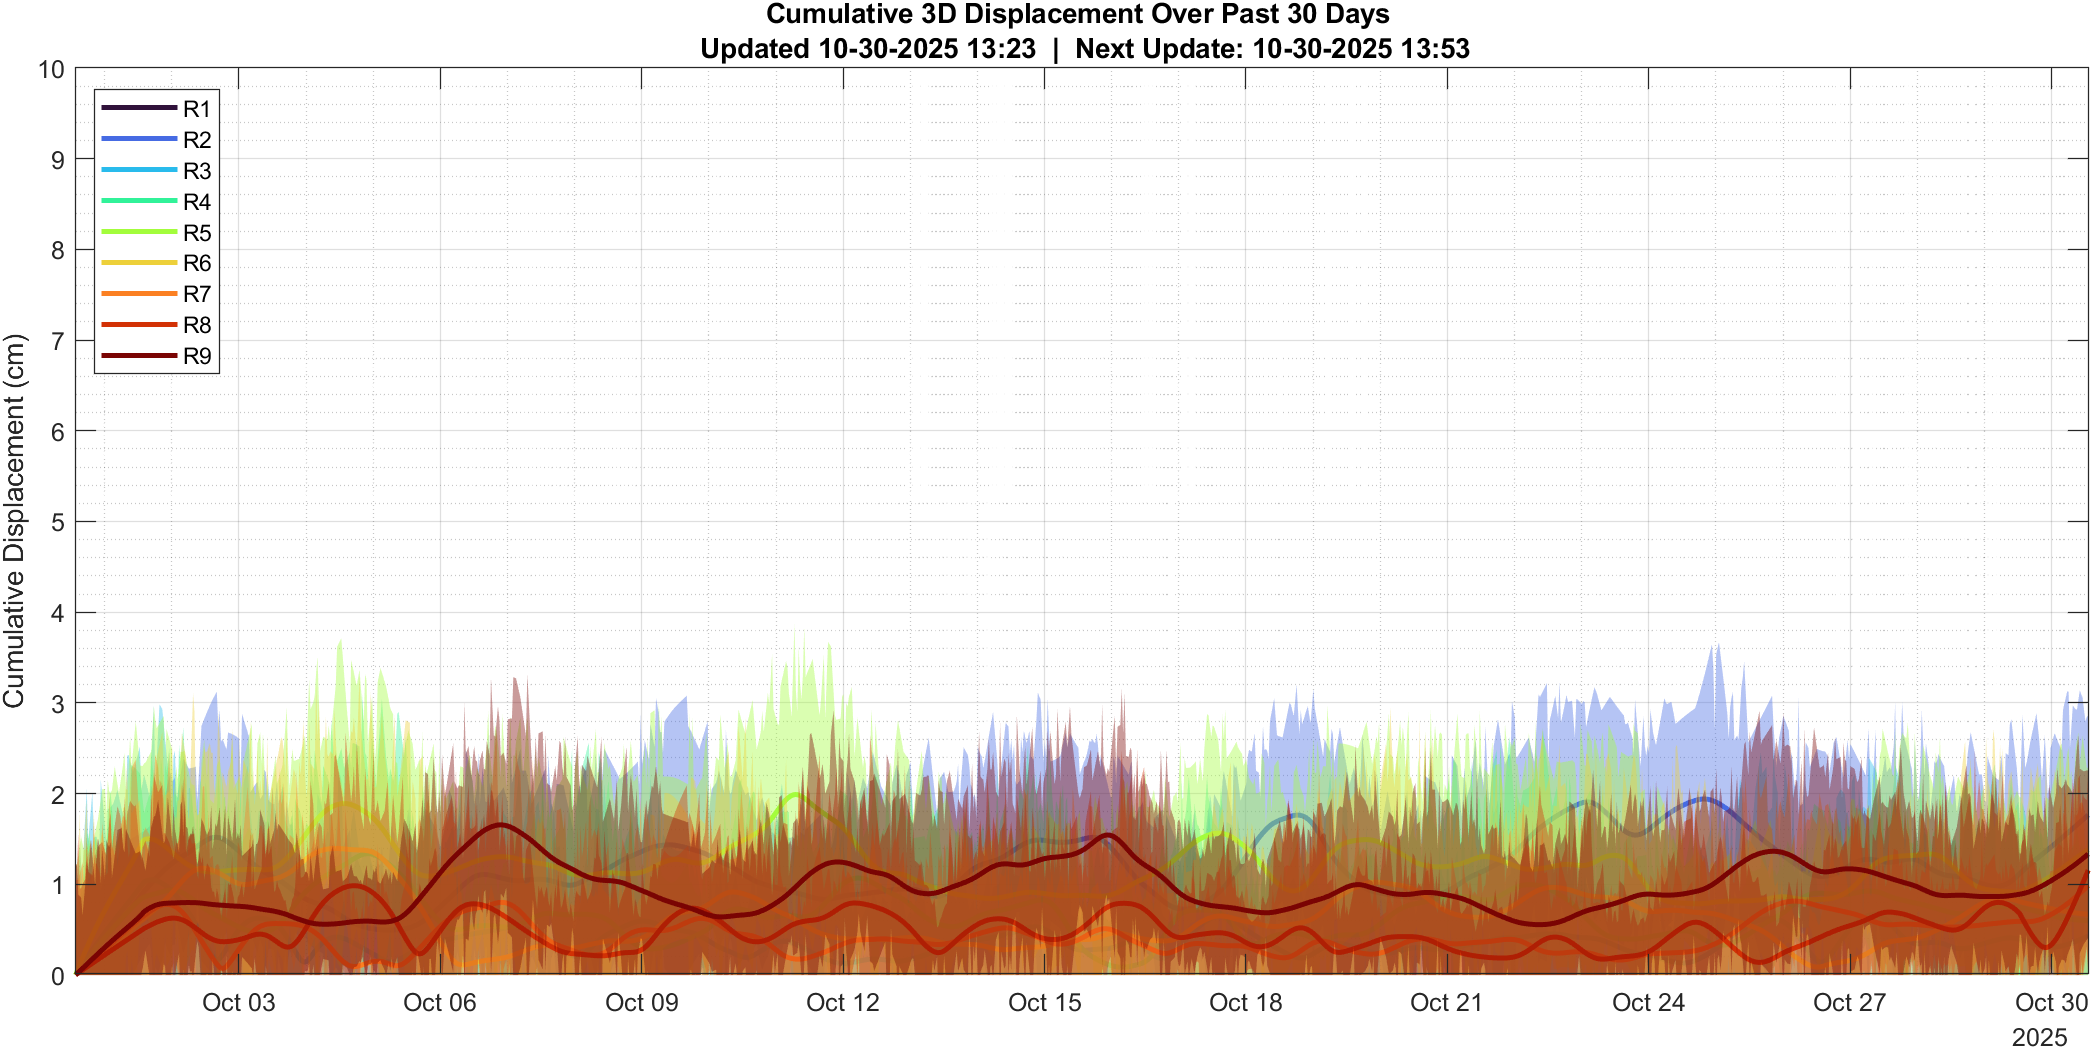 Cumulative 3D Displacement Over Past 30 Days
Updated 10-30-2025 13:23 | Next Update: 10-30-2025 13:53
10
9
8
7
6
5
4
3
2
1
0
Cumulative Displacement (cm)
R1
R2
R3
R4
R5
R6
R7
R8
R9
Oct 03
Oct 06
Oct 09
Oct 12
Oct 15
Oct 18
Oct 21
Oct 24
Oct 27
Oct 30
2025